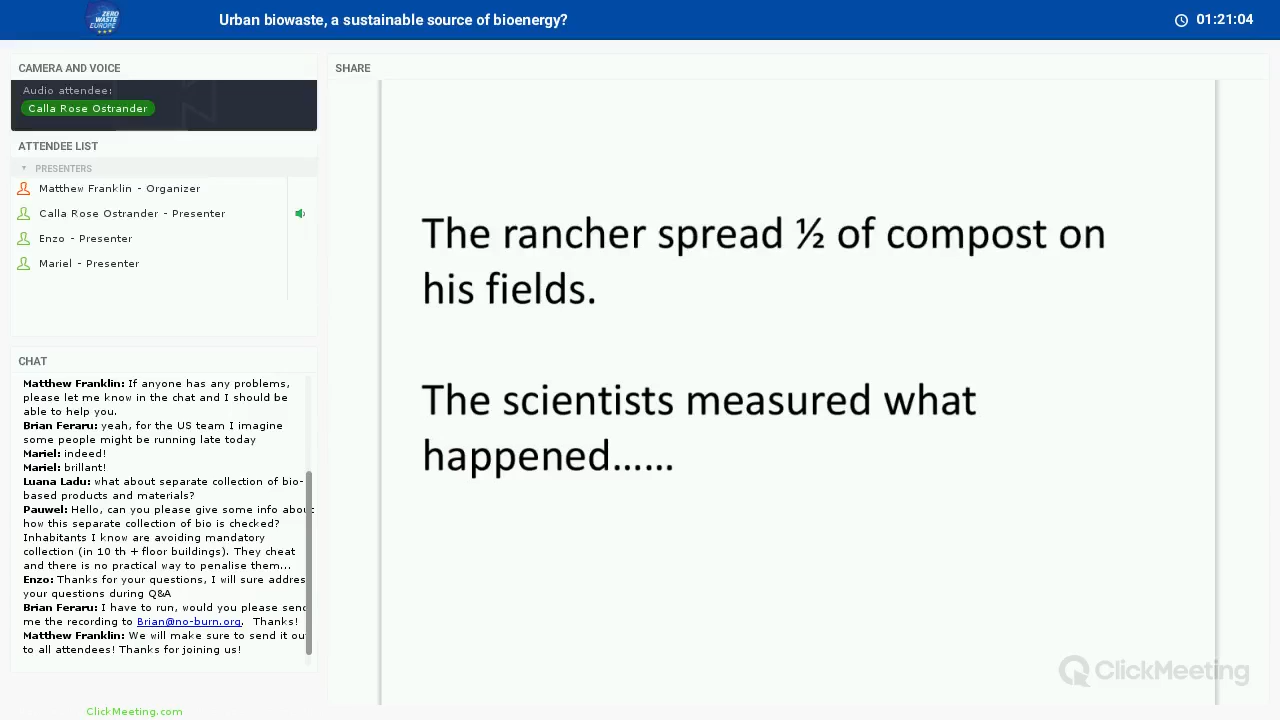 ZERO WASTE EUROPE
Urban biowaste, a sustainable source of bioenergy?
01:21:04
CAMERA AND VOICE
Audio attendee:
Calla Rose Ostrander
ATTENDEE LIST
PRESENTERS
Matthew Franklin - Organizer
Calla Rose Ostrander - Presenter
Enzo - Presenter
Mariel - Presenter
CHAT
Matthew Franklin: If anyone has any problems,
please let me know in the chat and I should be
able to help you.
Brian Feraru: yeah, for the US team I imagine
some people might be running late today
Mariel: indeed!
Mariel: brillant!
Luana Ladu: what about separate collection of bio-
based products and materials?
Pauwel: Hello, can you please give some info about
how this separate collection of bio is checked?
Inhabitants I know are avoiding mandatory
collection (in 10 th + floor buildings). They cheat
and there is no practical way to penalise them...
Enzo: Thanks for your questions, I will sure addres
your questions during Q&A
Brian Feraru: I have to run, would you please send
me the recording to Brian@no-burn.org. Thanks!
Matthew Franklin: We will make sure to send it ou
to all attendees! Thanks for joining us!
ClickMeeting.com
SHARE
The rancher spread ½ of compost on
his fields.
The scientists measured what
happened……
ClickMeeting